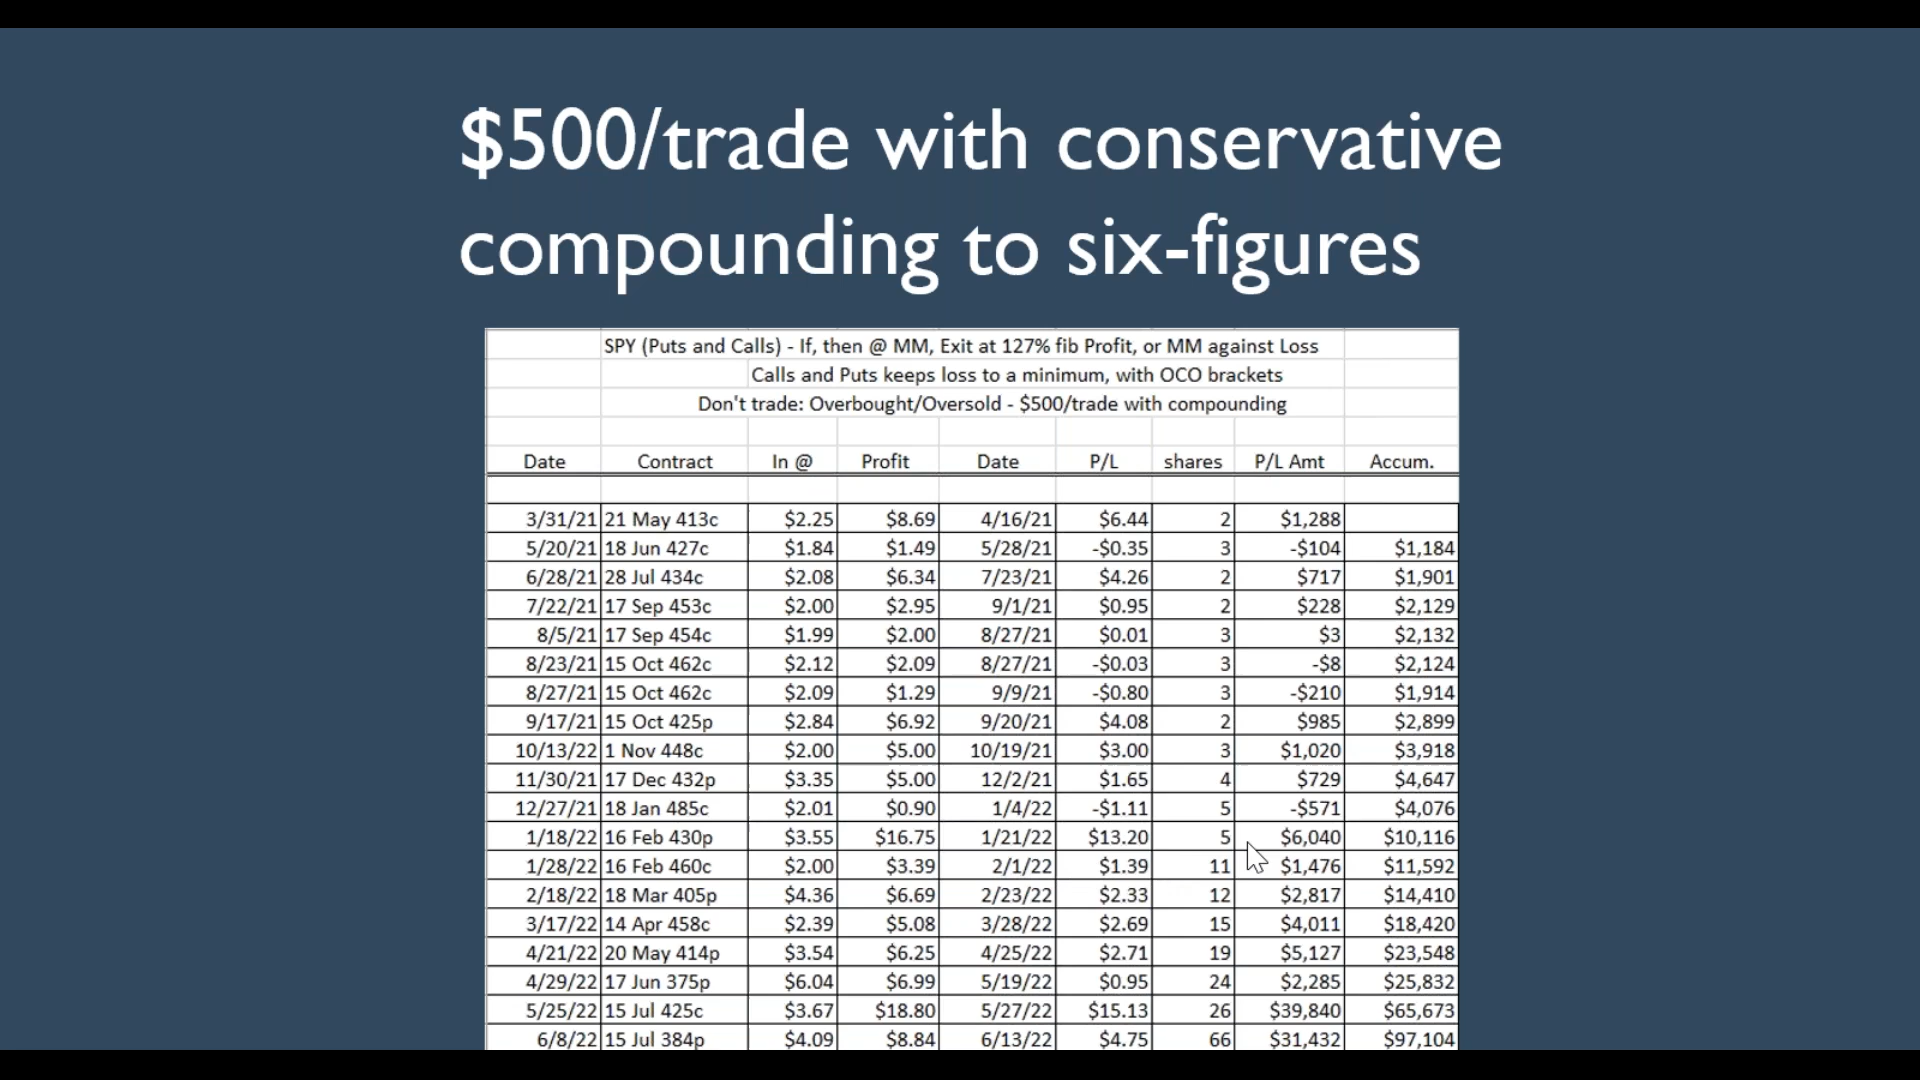 $500/trade with conservative
compounding to six-figures
SPY (Puts and Calls) - If, then @ MM, Exit at 127% fib Profit, or MM against Loss
Calls and Puts keeps loss to a minimum, with OCO brackets
Don't trade: Overbought/Oversold - $500/trade with compounding
Date Contract In @ Profit Date P/L shares P/L Amt Accum.
3/31/21 21 May 413c $2.25 $8.69 4/16/21 $6.44 2 $1,288
5/20/21 18 Jun 427c $1.84 $1.49 5/28/21 -$0.35 3 -$104 $1,184
6/28/21 28 Jul 434c $2.08 $6.34 7/23/21 $4.26 2 $717 $1,901
7/22/21 17 Sep 453c $2.00 $2.95 9/1/21 $0.95 2 $228 $2,129
8/5/21 17 Sep 454c $1.99 $2.00 8/27/21 $0.01 3 $3 $2,132
8/23/21 15 Oct 462c $2.12 $2.09 8/27/21 -$0.03 3 -$8 $2,124
8/27/21 15 Oct 462c $2.09 $1.29 9/9/21 -$0.80 3 -$210 $1,914
9/17/21 15 Oct 425p $2.84 $6.92 9/20/21 $4.08 2 $985 $2,899
10/13/22 1 Nov 448c $2.00 $5.00 10/19/21 $3.00 3 $1,020 $3,918
11/30/21 17 Dec 432p $3.35 $5.00 12/2/21 $1.65 4 $729 $4,647
12/27/21 18 Jan 485c $2.01 $0.90 1/4/22 -$1.11 5 -$571 $4,076
1/18/22 16 Feb 430p $3.55 $16.75 1/21/22 $13.20 5 $6,040 $10,116
1/28/22 16 Feb 460c $2.00 $3.39 2/1/22 $1.39 11 $1,476 $11,592
2/18/22 18 Mar 405p $4.36 $6.69 2/23/22 $2.33 12 $2,817 $14,410
3/17/22 14 Apr 458c $2.39 $5.08 3/28/22 $2.69 15 $4,011 $18,420
4/21/22 20 May 414p $3.54 $6.25 4/25/22 $2.71 19 $5,127 $23,548
4/29/22 17 Jun 375p $6.04 $6.99 5/19/22 $0.95 24 $2,285 $25,832
5/25/22 15 Jul 425c $3.67 $18.80 5/27/22 $15.13 26 $39,840 $65,673
6/8/22 15 Jul 384p $4.09 $8.84 6/13/22 $4.75 66 $31,432 $97,104